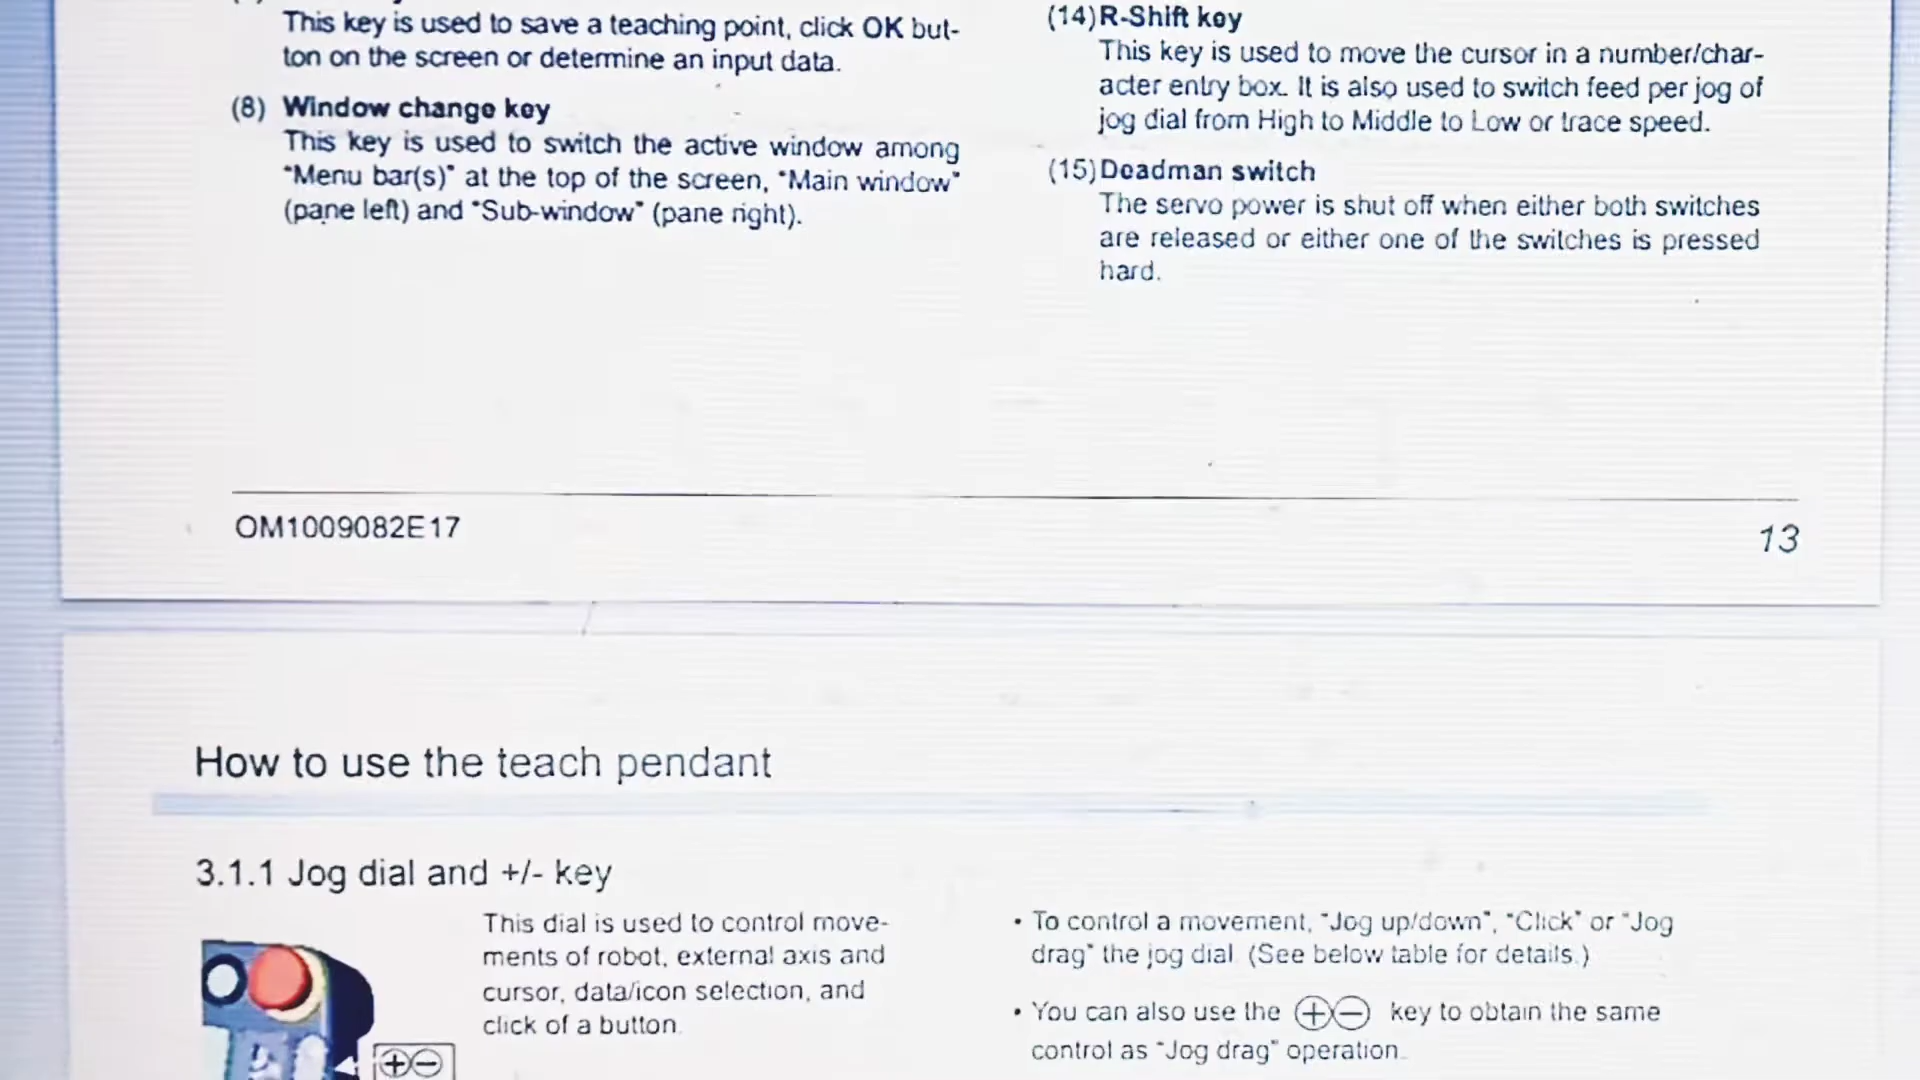 This key is used to save a teaching point, click OK but-
ton on the screen or determine an input data.
(8) Window change key
This key is used to switch the active window among
"Menu bar(s)" at the top of the screen, "Main window"
(pane left) and "Sub-window" (pane right).
(14)R-Shift key
This key is used to move the cursor in a number/char-
acter entry box. It is also used to switch feed per jog of
jog dial from High to Middle to Low or trace speed.
(15)Deadman switch
The servo power is shut off when either both switches
are released or either one of the switches is pressed
hard.
OM1009082E17
13
How to use the teach pendant
3.1.1 Jog dial and +/- key
This dial is used to control move-
ments of robot, external axis and
cursor, data/icon selection, and
click of a button.
• To control a movement, "Jog up/down", "Click" or "Jog
drag" the jog dial. (See below table for details.)
• You can also use the ⊕⊖ key to obtain the same
control as "Jog drag" operation.
⊕⊖